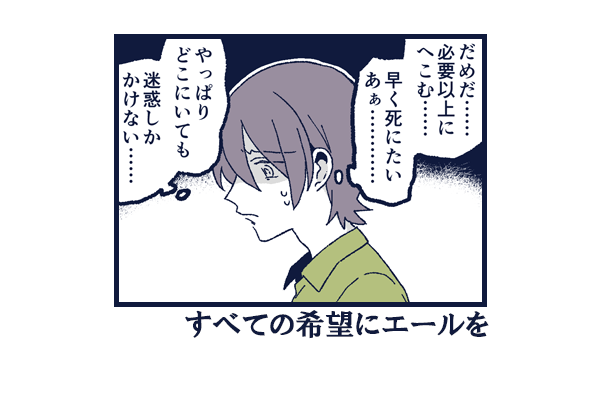 だめだ……
必要以上に
へこむ……
早く死にたい
あぁ…………
やっぱり
どこにいても
迷惑しか
かけない……
すべての希望にエールを